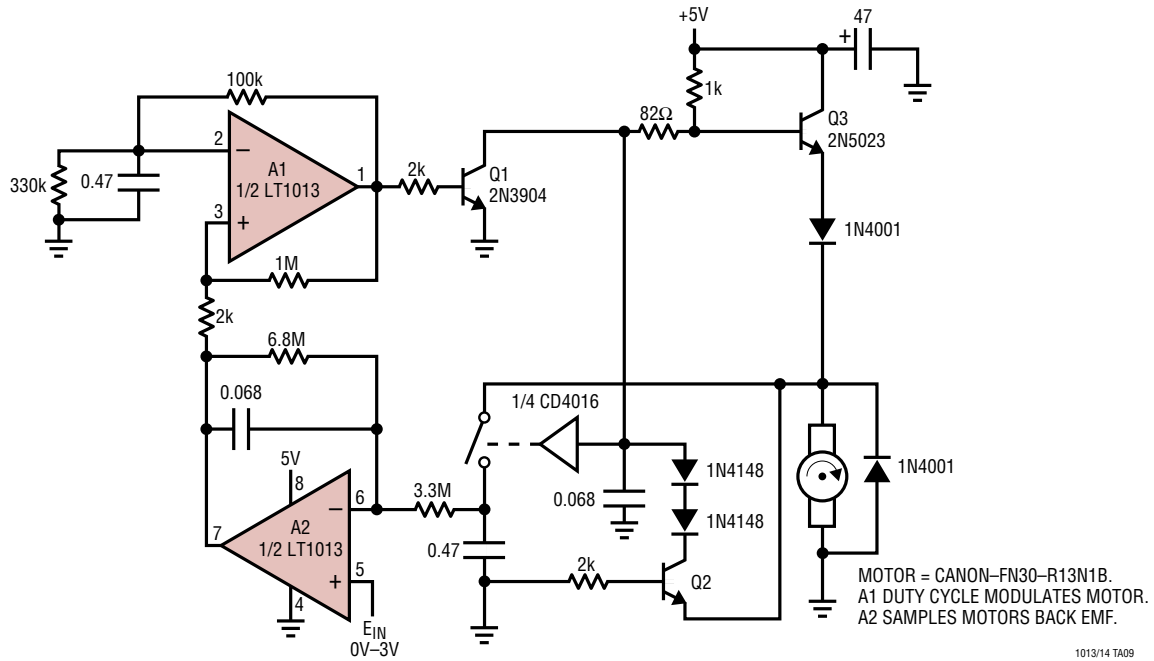 +5V
47
+
100k
1k
82Ω
Q3
2N5023
2
−
A1
1/2 LT1013
1
2k
Q1
2N3904
330k
0.47
3
+
1N4001
1M
2k
6.8M
0.068
1/4 CD4016
5V
8
1N4148
1N4001
3.3M
6
−
0.068
A2
1/2 LT1013
7
1N4148
0.47
5
+
2k
Q2
4
EIN
0V–3V
MOTOR = CANON–FN30–R13N1B.
A1 DUTY CYCLE MODULATES MOTOR.
A2 SAMPLES MOTORS BACK EMF.
1013/14 TA09